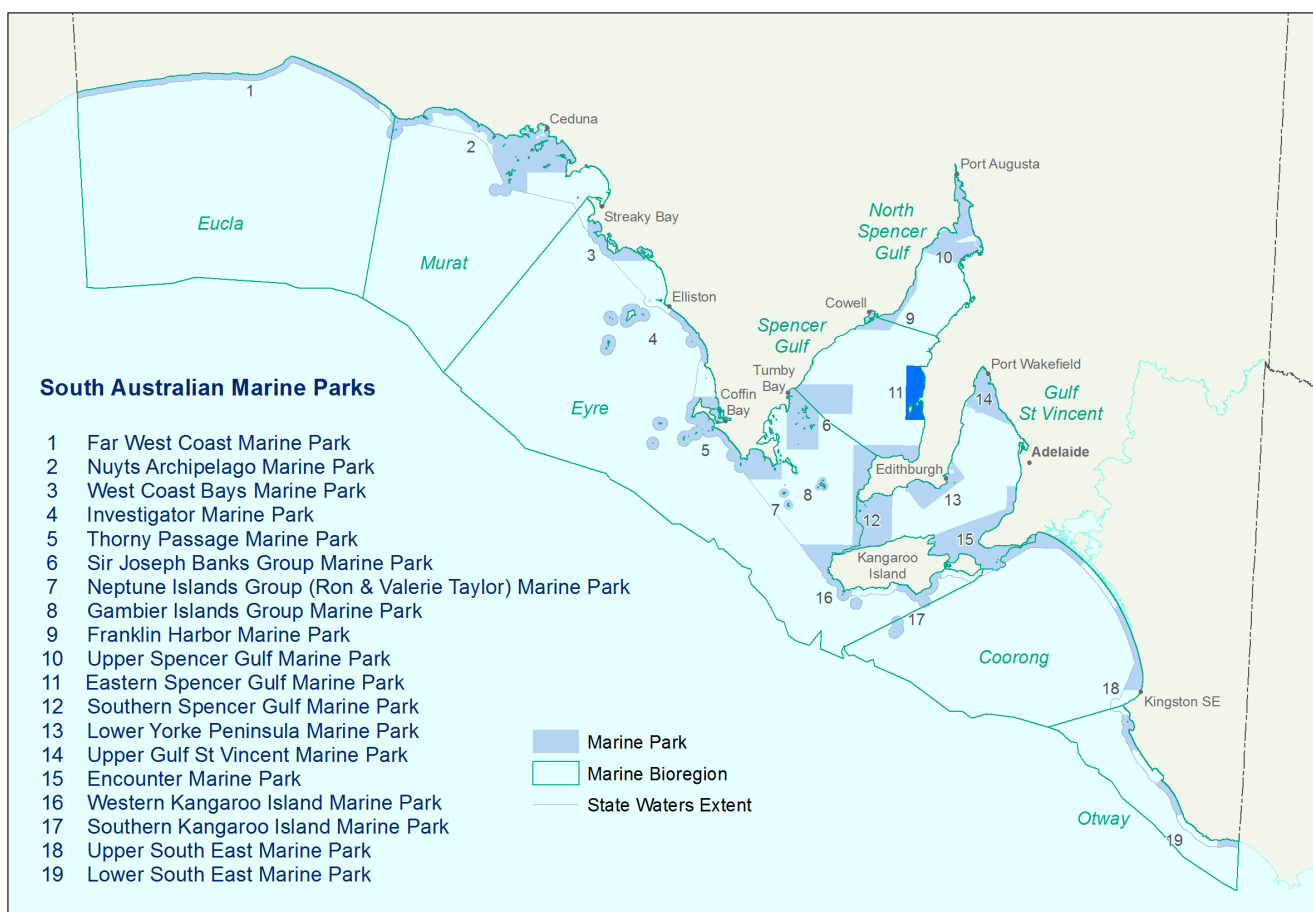 1
Ceduna
2
Port Augusta
Eucla
Streaky Bay
North
Spencer
Gulf
Murat
3
10
Elliston
Cowell
9
4
Spencer
Gulf
Port Wakefield
South Australian Marine Parks
Tumby
Bay
11
14
Gulf
St Vincent
Coffin
Bay
Eyre
6
5
Adelaide
Edithburgh
8
13
7
12
15
Kangaroo
Island
16
17
Coorong
18
Kingston SE
Otway
19
1 Far West Coast Marine Park
2 Nuyts Archipelago Marine Park
3 West Coast Bays Marine Park
4 Investigator Marine Park
5 Thorny Passage Marine Park
6 Sir Joseph Banks Group Marine Park
7 Neptune Islands Group (Ron & Valerie Taylor) Marine Park
8 Gambier Islands Group Marine Park
9 Franklin Harbor Marine Park
10 Upper Spencer Gulf Marine Park
11 Eastern Spencer Gulf Marine Park
12 Southern Spencer Gulf Marine Park
13 Lower Yorke Peninsula Marine Park
14 Upper Gulf St Vincent Marine Park
15 Encounter Marine Park
16 Western Kangaroo Island Marine Park
17 Southern Kangaroo Island Marine Park
18 Upper South East Marine Park
19 Lower South East Marine Park
Marine Park
Marine Bioregion
State Waters Extent